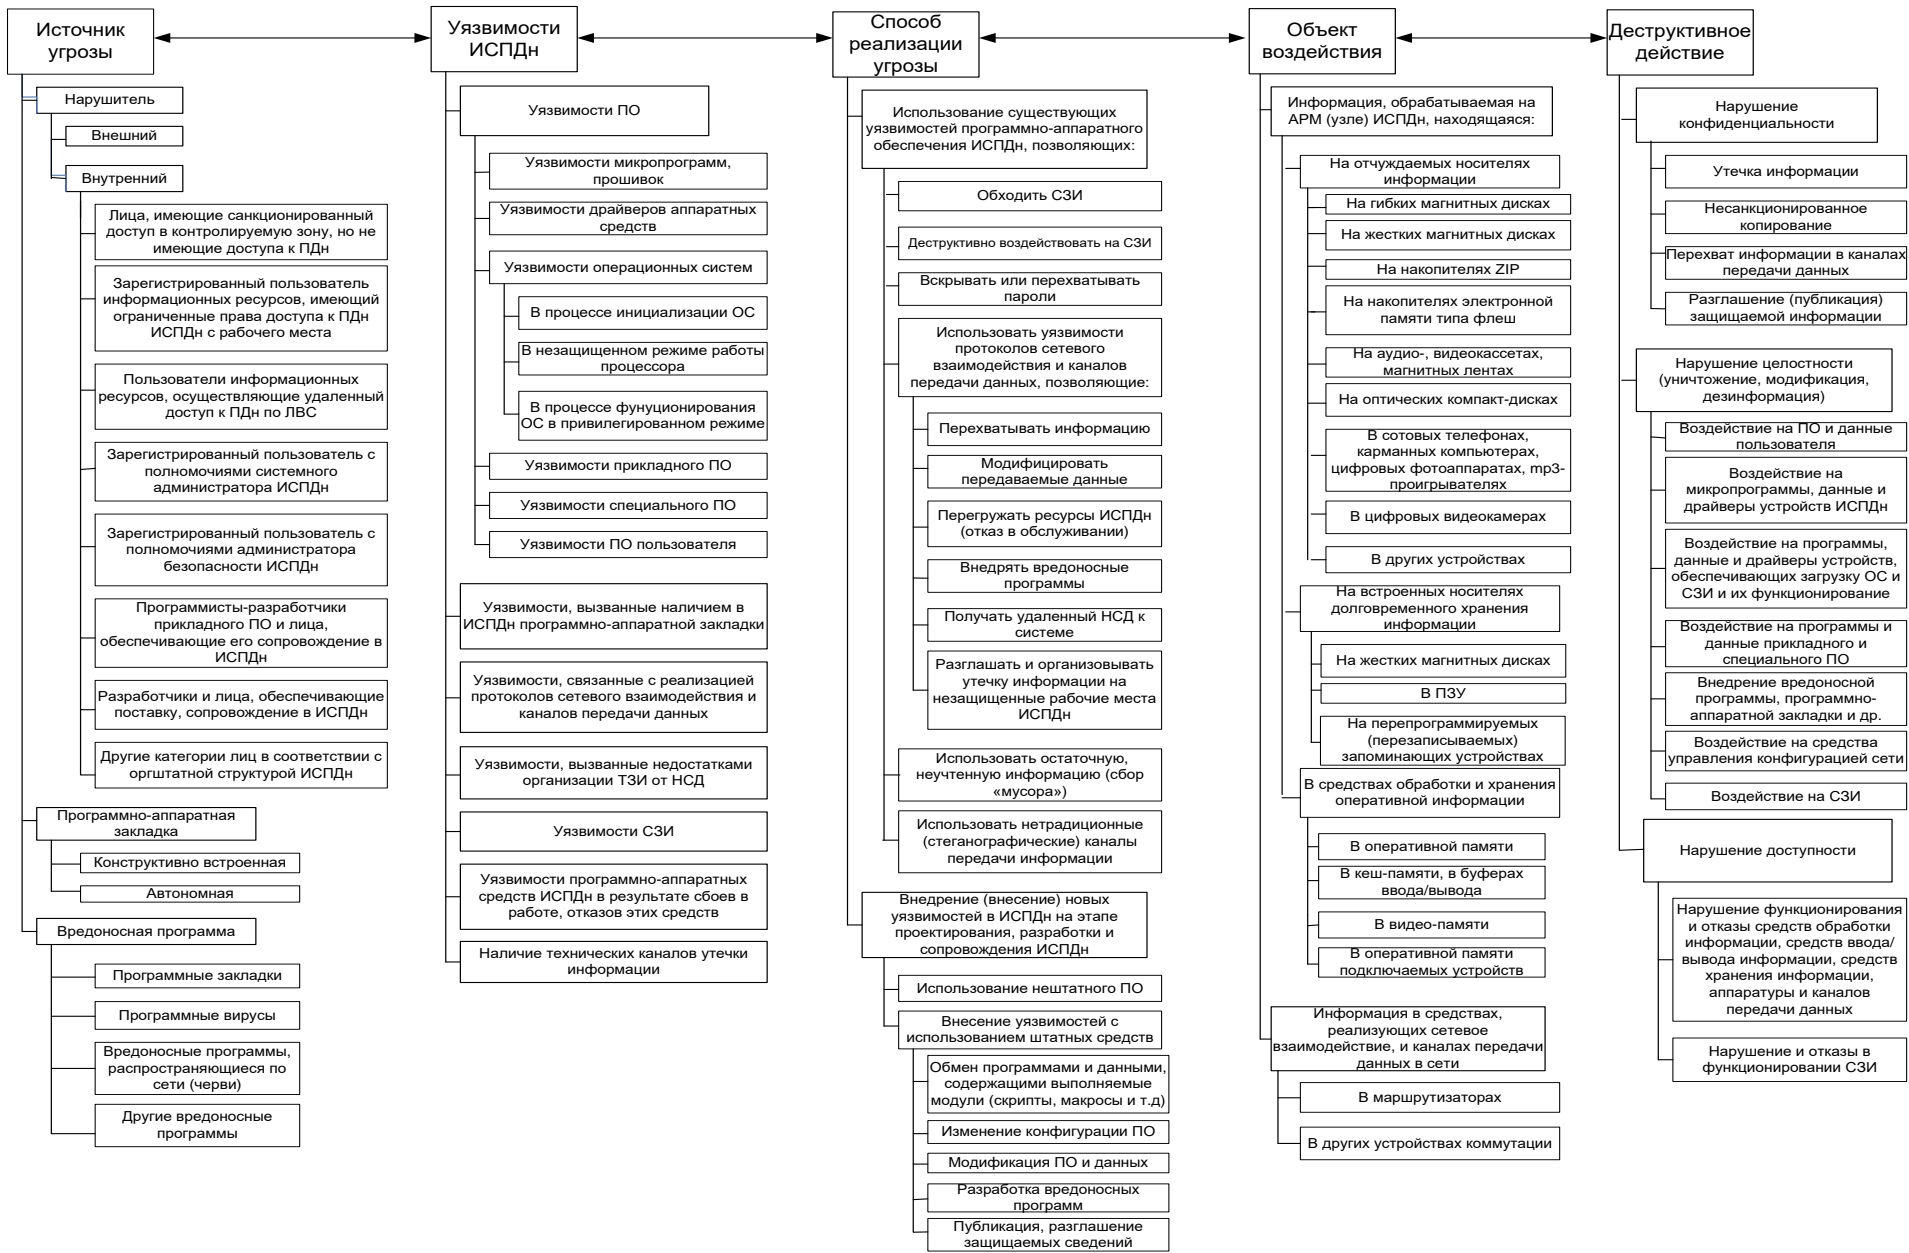 Источник
угрозы
Нарушитель
Внешний
Внутренний
Лица, имеющие санкционированный
доступ в контролируемую зону, но не
имеющие доступа к ПДн
Зарегистрированный пользователь
информационных ресурсов, имеющий
ограниченные права доступа к ПДн
ИСПДн с рабочего места
Пользователи информационных
ресурсов, осуществляющие удаленный
доступ к ПДн по ЛВС
Зарегистрированный пользователь с
полномочиями системного
администратора ИСПДн
Зарегистрированный пользователь с
полномочиями администратора
безопасности ИСПДн
Программисты-разработчики
прикладного ПО и лица,
обеспечивающие его сопровождение в
ИСПДн
Разработчики и лица, обеспечивающие
поставку, сопровождение в ИСПДн
Другие категории лиц в соответствии с
оргштатной структурой ИСПДн
Программно-аппаратная
закладка
Конструктивно встроенная
Автономная
Вредоносная программа
Программные закладки
Программные вирусы
Вредоносные программы,
распространяющиеся по
сети (черви)
Другие вредоносные
программы
Уязвимости
ИСПДн
Уязвимости ПО
Уязвимости микропрограмм,
прошивок
Уязвимости драйверов аппаратных
средств
Уязвимости операционных систем
В процессе инициализации ОС
В незащищенном режиме работы
процессора
В процессе фунуционирования
ОС в привилегированном режиме
Уязвимости прикладного ПО
Уязвимости специального ПО
Уязвимости ПО пользователя
Уязвимости, вызванные наличием в
ИСПДн программно-аппаратной закладки
Уязвимости, связанные с реализацией
протоколов сетевого взаимодействия и
каналов передачи данных
Уязвимости, вызванные недостатками
организации ТЗИ от НСД
Уязвимости СЗИ
Уязвимости программно-аппаратных
средств ИСПДн в результате сбоев в
работе, отказов этих средств
Наличие технических каналов утечки
информации
Способ
реализации
угрозы
Использование существующих
уязвимостей программно-аппаратного
обеспечения ИСПДн, позволяющих:
Обходить СЗИ
Деструктивно воздействовать на СЗИ
Вскрывать или перехватывать
пароли
Использовать уязвимости
протоколов сетевого
взаимодействия и каналов
передачи данных, позволяющие:
Перехватывать информацию
Модифицировать
передаваемые данные
Перегружать ресурсы ИСПДн
(отказ в обслуживании)
Внедрять вредоносные
программы
Получать удаленный НСД к
системе
Разглашать и организовывать
утечку информации на
незащищенные рабочие места
ИСПДн
Использовать остаточную,
неучтенную информацию (сбор
«мусора»)
Использовать нетрадиционные
(стеганографические) каналы
передачи информации
Внедрение (внесение) новых
уязвимостей в ИСПДн на этапе
проектирования, разработки и
сопровождения ИСПДн
Использование нештатного ПО
Внесение уязвимостей с
использованием штатных средств
Обмен программами и данными,
содержащими выполняемые
модули (скрипты, макросы и т.д)
Изменение конфигурации ПО
Модификация ПО и данных
Разработка вредоносных
программ
Публикация, разглашение
защищаемых сведений
Объект
воздействия
Информация, обрабатываемая на
АРМ (узле) ИСПДн, находящаяся:
На отчуждаемых носителях
информации
На гибких магнитных дисках
На жестких магнитных дисках
На накопителях ZIP
На накопителях электронной
памяти типа флеш
На аудио-, видеокассетах,
магнитных лентах
На оптических компакт-дисках
В сотовых телефонах,
карманных компьютерах,
цифровых фотоаппаратах, mp3-
проигрывателях
В цифровых видеокамерах
В других устройствах
На встроенных носителях
долговременного хранения
информации
На жестких магнитных дисках
В ПЗУ
На перепрограммируемых
(перезаписываемых)
запоминающих устройствах
В средствах обработки и хранения
оперативной информации
В оперативной памяти
В кеш-памяти, в буферах
ввода/вывода
В видео-памяти
В оперативной памяти
подключаемых устройств
Информация в средствах,
реализующих сетевое
взаимодействие, и каналах передачи
данных в сети
В маршрутизаторах
В других устройствах коммутации
Деструктивное
действие
Нарушение
конфиденциальности
Утечка информации
Несанкционированное
копирование
Перехват информации в каналах
передачи данных
Разглашение (публикация)
защищаемой информации
Нарушение целостности
(уничтожение, модификация,
дезинформация)
Воздействие на ПО и данные
пользователя
Воздействие на
микропрограммы, данные и
драйверы устройств ИСПДн
Воздействие на программы,
данные и драйверы устройств,
обеспечивающих загрузку ОС и
СЗИ и их функционирование
Воздействие на программы и
данные прикладного и
специального ПО
Внедрение вредоносной
программы, программно-
аппаратной закладки и др.
Воздействие на средства
управления конфигурацией сети
Воздействие на СЗИ
Нарушение доступности
Нарушение функционирования
и отказы средств обработки
информации, средств ввода/
вывода информации, средств
хранения информации,
аппаратуры и каналов
передачи данных
Нарушение и отказы в
функционировании СЗИ